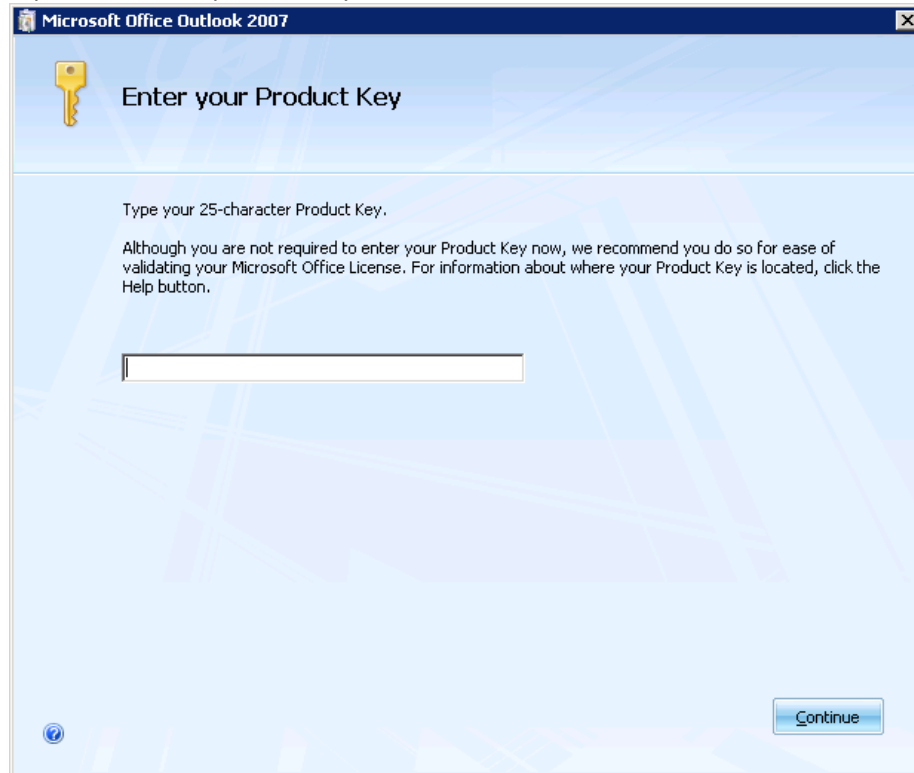 Microsoft Office Outlook 2007
Enter your Product Key
Type your 25-character Product Key.
Although you are not required to enter your Product Key now, we recommend you do so for ease of
validating your Microsoft Office License. For information about where your Product Key is located, click the
Help button.
Continue